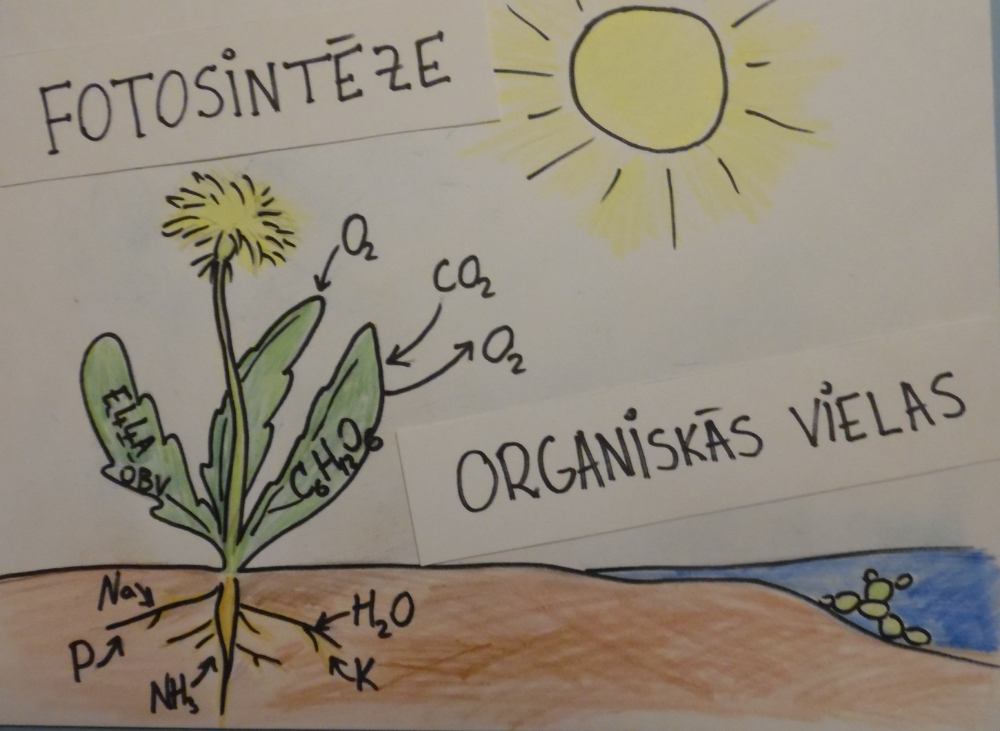 FOTOSiNTĒZE
O₂
CO₂
O₂
C₆H₁₂O₆
ORGANiSKĀS ViELAS
Na
H₂O
P
K
NH₃